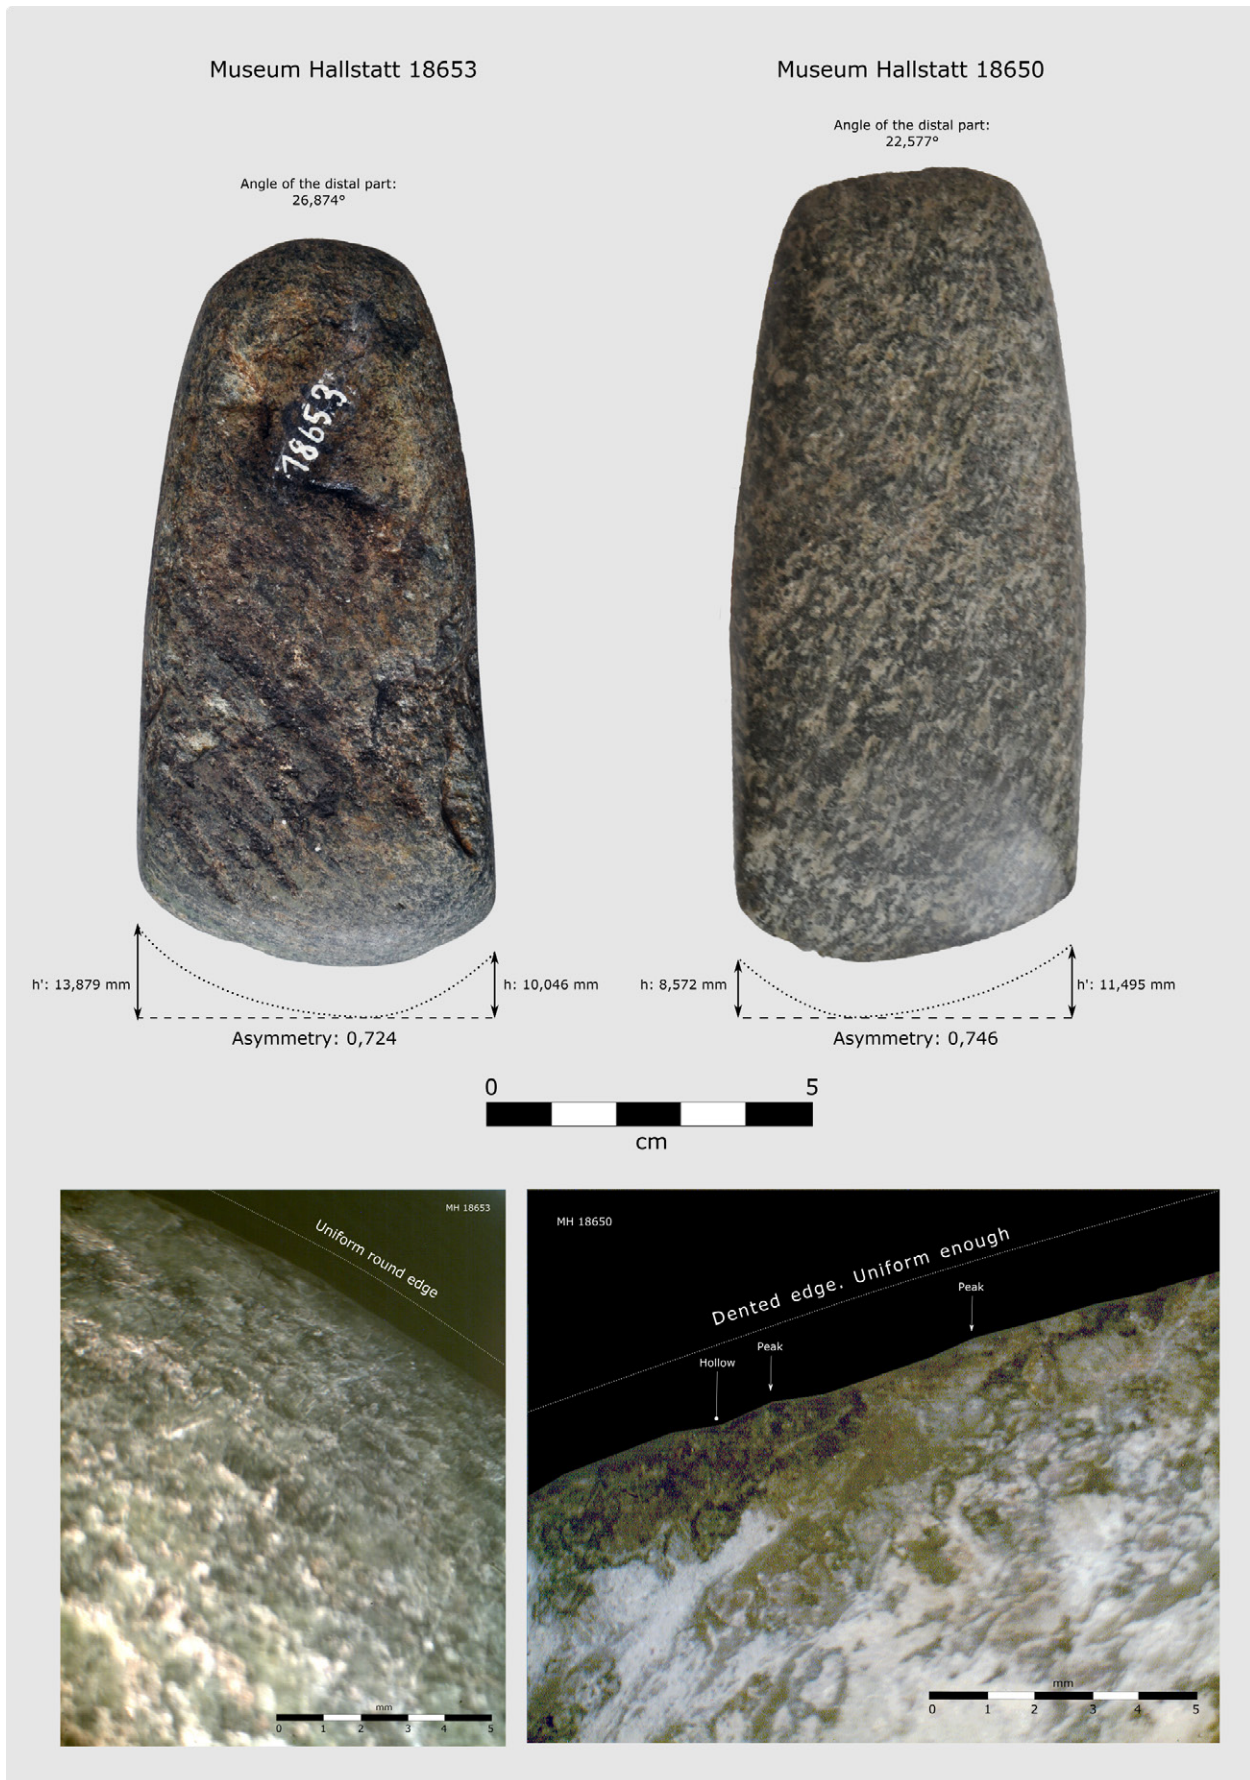 Museum Hallstatt 18653
Museum Hallstatt 18650
Angle of the distal part:
26,874°
Angle of the distal part:
22,577°
18653
h': 13,879 mm
h: 10,046 mm
h: 8,572 mm
h': 11,495 mm
Asymmetry: 0,724
Asymmetry: 0,746
0 5
cm
MH 18653
Uniform round edge
mm
0 1 2 3 4 5
MH 18650
Dented edge. Uniform enough
Peak
Peak
Hollow
mm
0 1 2 3 4 5